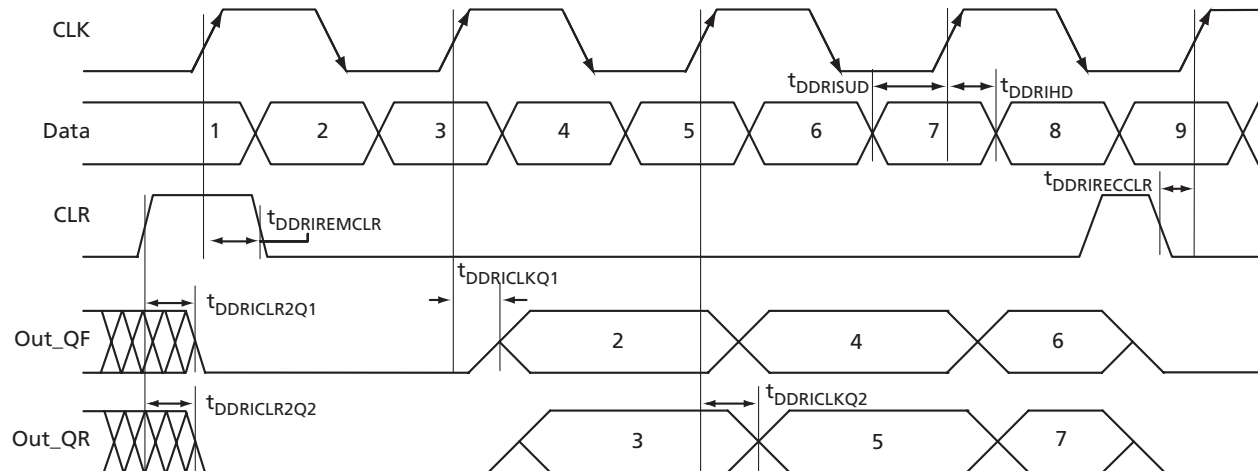 CLK
tDDRISUD
tDDRIHD
Data 1 2 3 4 5 6 7 8 9
tDDRIRECCLR
CLR
tDDRIREMCLR
tDDRICLKQ1
tDDRICLR2Q1
Out_QF 2 4 6
tDDRICLR2Q2
tDDRICLKQ2
Out_QR 3 5 7